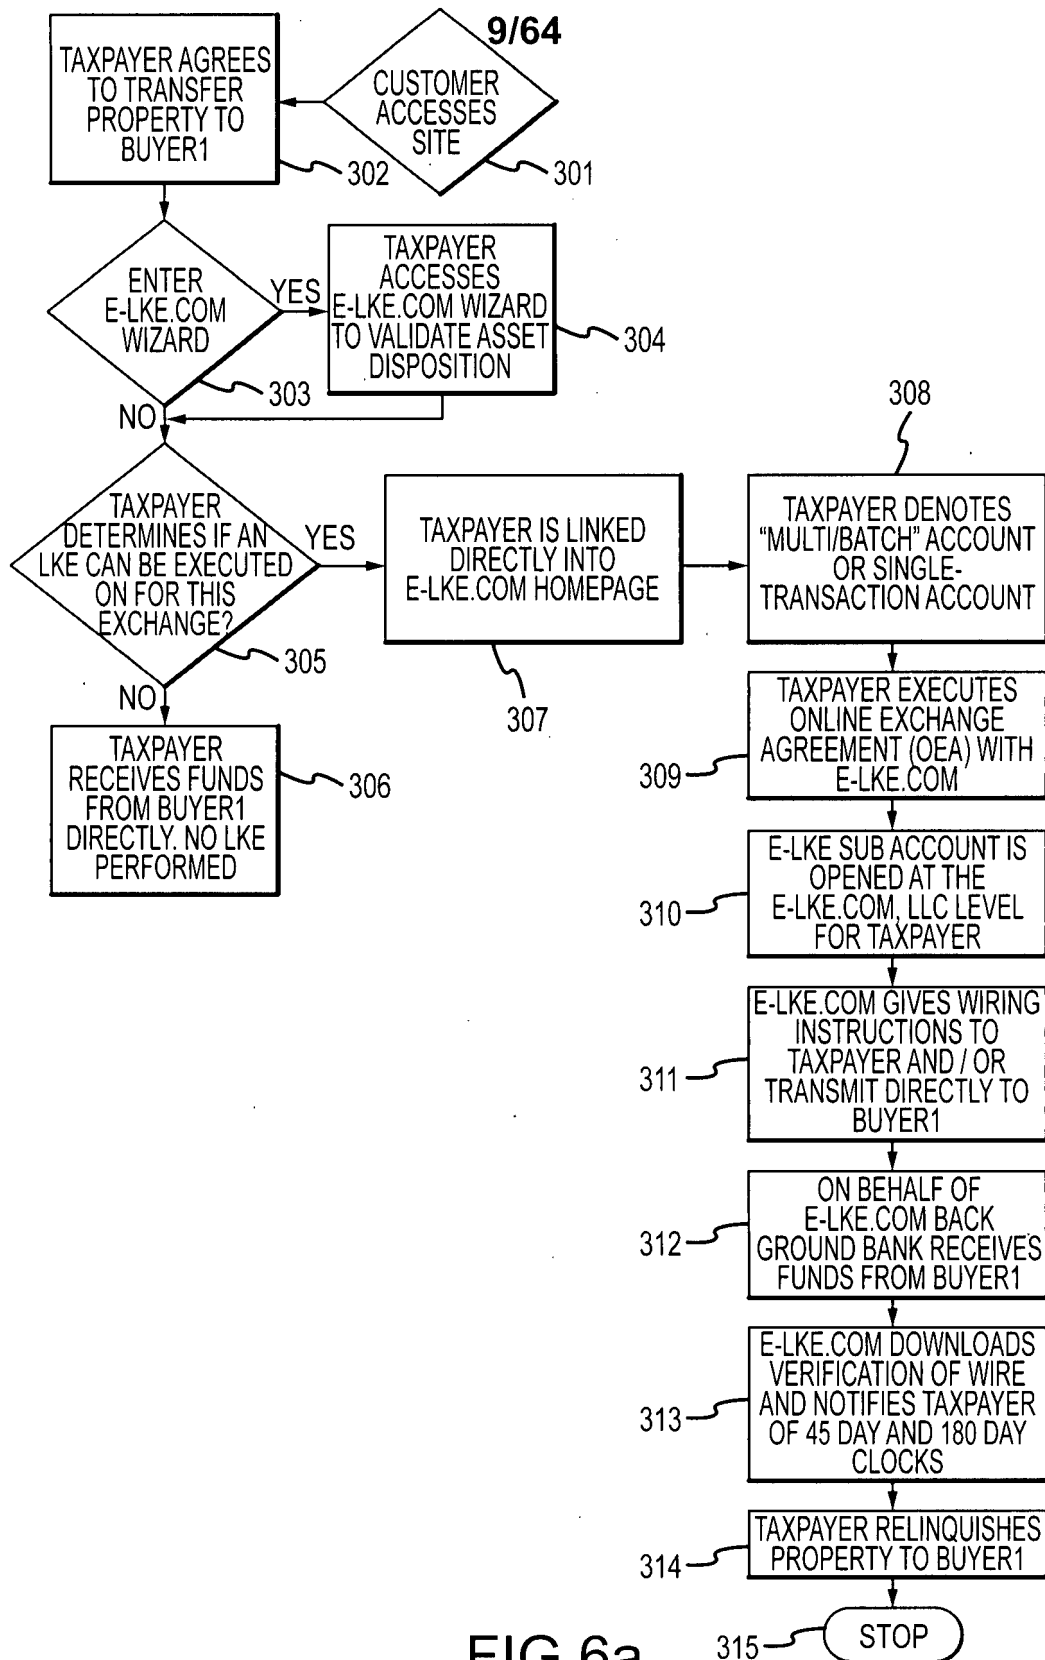 9/64
CUSTOMER
ACCESSES
SITE
301
TAXPAYER AGREES
TO TRANSFER
PROPERTY TO
BUYER1
302
ENTER
E-LKE.COM
WIZARD
303
YES
NO
TAXPAYER
ACCESSES
E-LKE.COM WIZARD
TO VALIDATE ASSET
DISPOSITION
304
TAXPAYER
DETERMINES IF AN
LKE CAN BE EXECUTED
ON FOR THIS
EXCHANGE?
305
YES
NO
TAXPAYER
RECEIVES FUNDS
FROM BUYER1
DIRECTLY. NO LKE
PERFORMED
306
TAXPAYER IS LINKED
DIRECTLY INTO
E-LKE.COM HOMEPAGE
307
308
TAXPAYER DENOTES
“MULTI/BATCH” ACCOUNT
OR SINGLE-
TRANSACTION ACCOUNT
TAXPAYER EXECUTES
ONLINE EXCHANGE
AGREEMENT (OEA) WITH
E-LKE.COM
309
E-LKE SUB ACCOUNT IS
OPENED AT THE
E-LKE.COM, LLC LEVEL
FOR TAXPAYER
310
E-LKE.COM GIVES WIRING
INSTRUCTIONS TO
TAXPAYER AND / OR
TRANSMIT DIRECTLY TO
BUYER1
311
ON BEHALF OF
E-LKE.COM BACK
GROUND BANK RECEIVES
FUNDS FROM BUYER1
312
E-LKE.COM DOWNLOADS
VERIFICATION OF WIRE
AND NOTIFIES TAXPAYER
OF 45 DAY AND 180 DAY
CLOCKS
313
TAXPAYER RELINQUISHES
PROPERTY TO BUYER1
314
STOP
315
FIG.6a